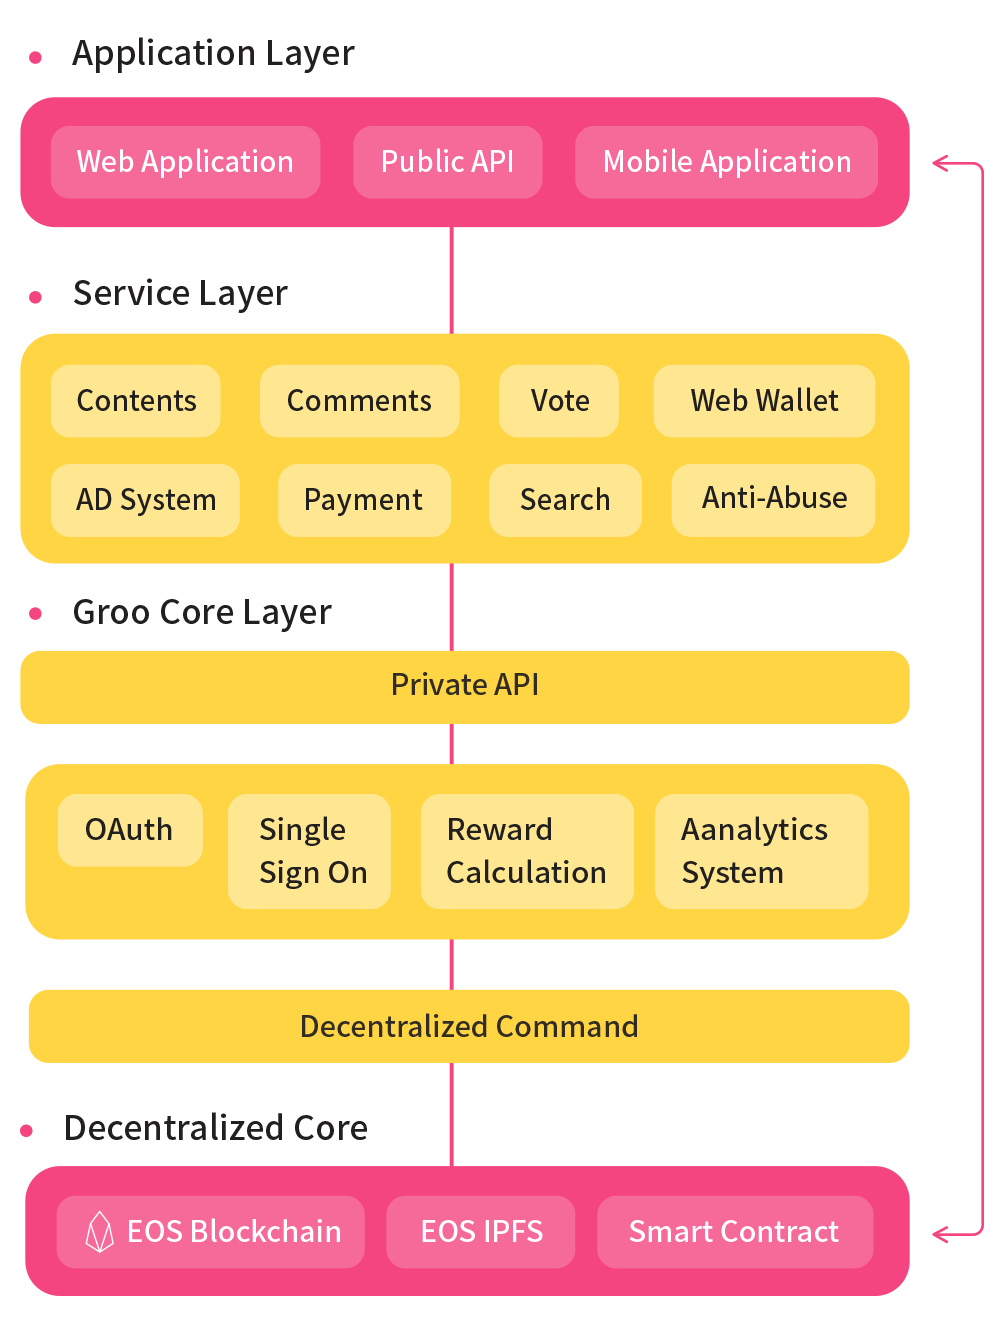 Application Layer
Web Application
Public API
Mobile Application
Service Layer
Contents
Comments
Vote
Web Wallet
AD System
Payment
Search
Anti-Abuse
Groo Core Layer
Private API
OAuth
Single
Sign On
Reward
Calculation
Aanalytics
System
Decentralized Command
Decentralized Core
EOS Blockchain
EOS IPFS
Smart Contract